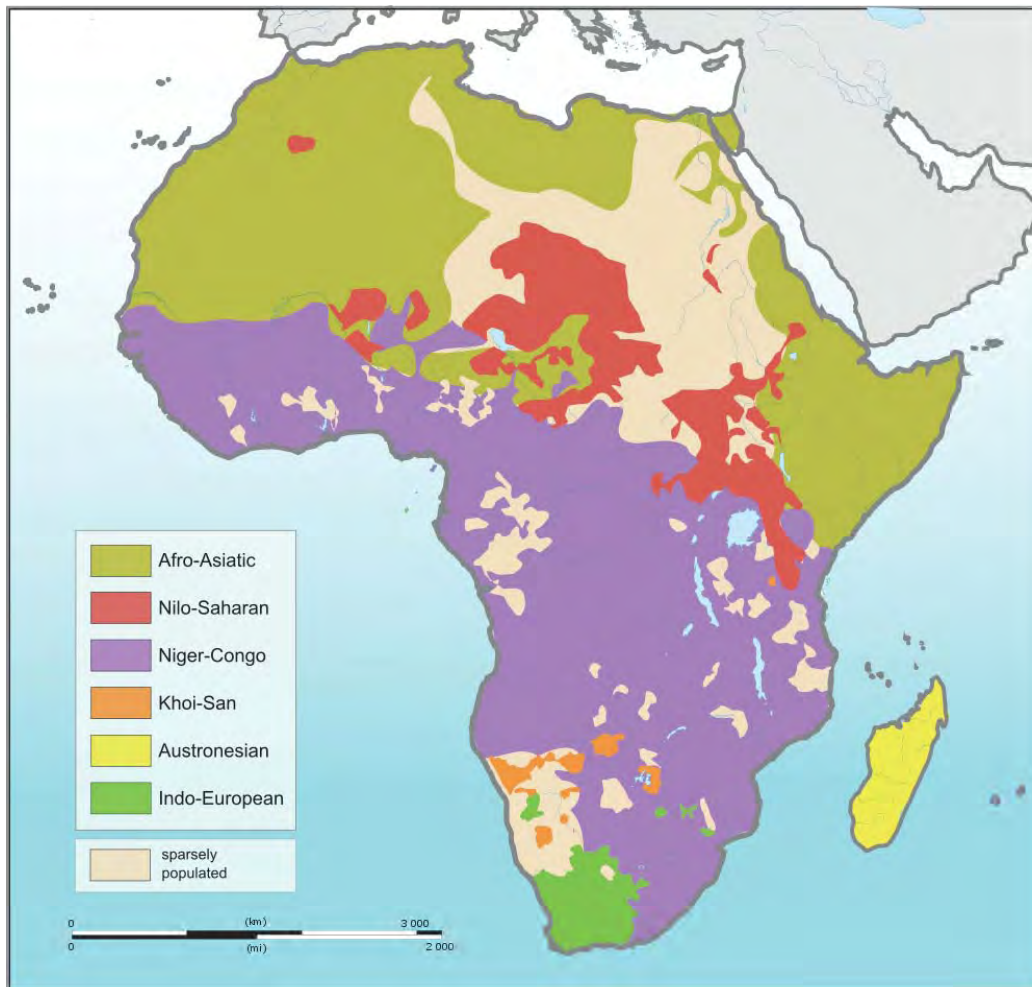 Afro-Asiatic
Nilo-Saharan
Niger-Congo
Khoi-San
Austronesian
Indo-European
sparsely
populated
0 (km) 3 000
0 (mi) 2 000